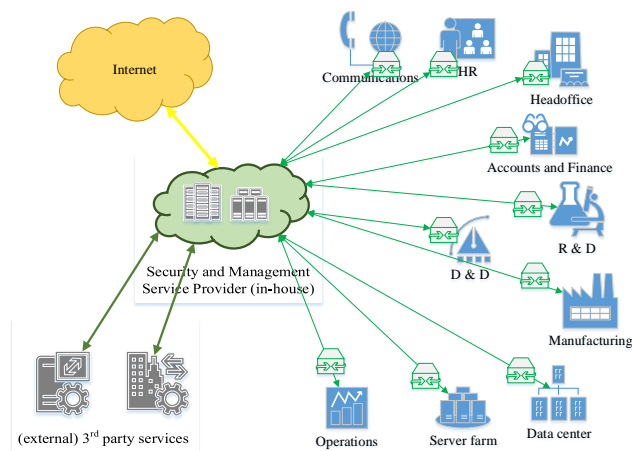 Internet
Communications
HR
Headoffice
Accounts and Finance
R & D
D & D
Security and Management
Service Provider (in-house)
Manufacturing
(external) 3rd party services
Operations
Server farm
Data center